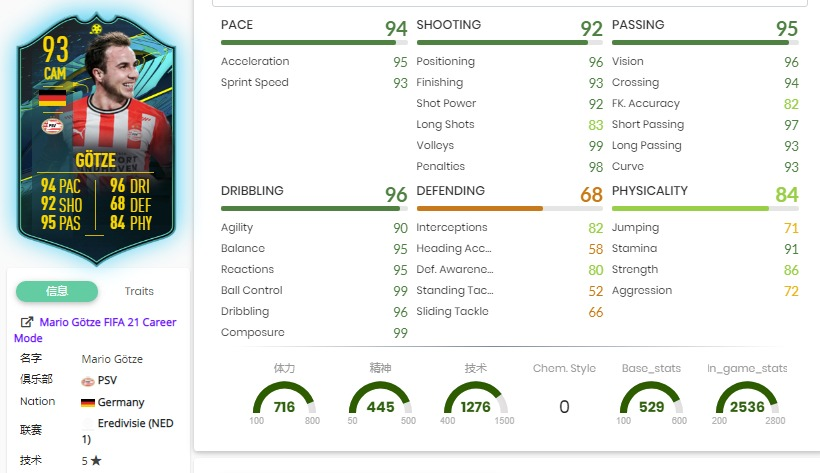 93
CAM
PSV
GÖTZE
94 PAC 96 DRI
92 SHO 68 DEF
95 PAS 84 PHY
信息 Traits
Mario Götze FIFA 21 Career
Mode
名字 Mario Götze
俱乐部 PSV
Nation Germany
联赛 Eredivisie (NED
1)
技术 5 ★
PACE 94
Acceleration 95
Sprint Speed 93
SHOOTING 92
Positioning 96
Finishing 93
Shot Power 92
Long Shots 83
Volleys 99
Penalties 98
PASSING 95
Vision 96
Crossing 94
FK. Accuracy 82
Short Passing 97
Long Passing 93
Curve 93
DRIBBLING 96
Agility 90
Balance 95
Reactions 95
Ball Control 99
Dribbling 96
Composure 99
DEFENDING 68
Interceptions 82
Heading Acc... 58
Def. Awarene... 80
Standing Tac... 52
Sliding Tackle 66
PHYSICALITY 84
Jumping 71
Stamina 91
Strength 86
Aggression 72
体力 精神 技术 Chem. Style Base_stats In_game_stats
716 445 1276 0 529 2536
100 800 50 500 400 1500 100 600 200 2800